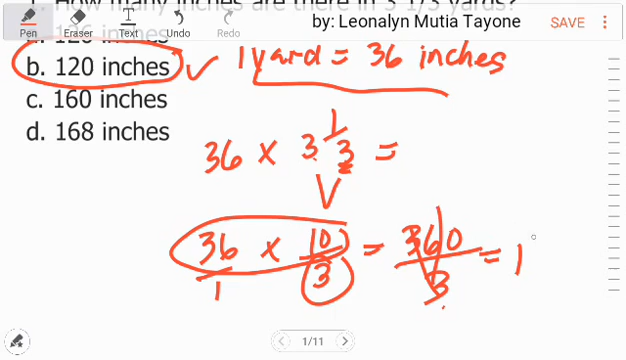 by: Leonalyn Mutia Tayone
SAVE
Pen
Eraser
Text
Undo
Redo
b. 120 inches ✓
1 yard = 36 inches
c. 160 inches
d. 168 inches
36 × 3 1/3 =
36/1 × 10/3 = 360/3 = 1
1/11